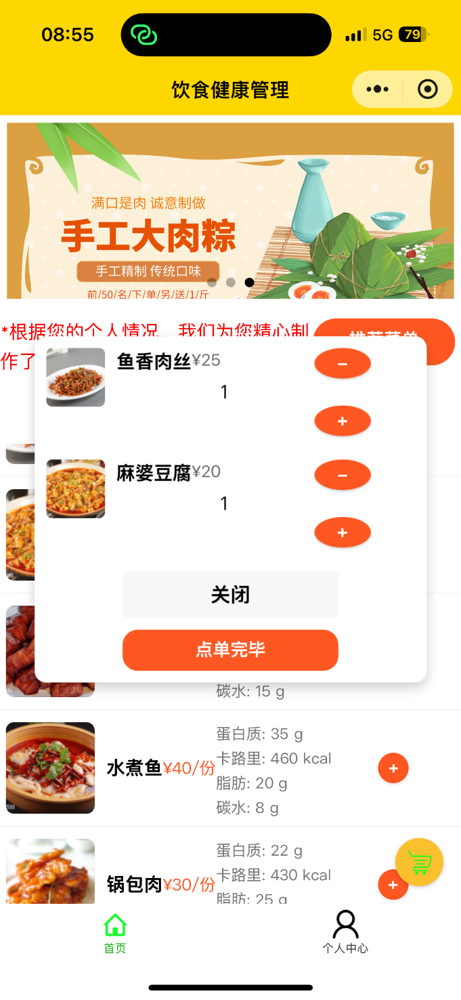 08:55
5G 79
饮食健康管理
满口是肉 诚意制做
手工大肉粽
手工精制 传统口味
前/50/名/下/单/另/送/1/斤
*根据您的个人情况，我们为您精心制
作了
推荐菜单
鱼香肉丝¥25
−
1
+
麻婆豆腐¥20
−
1
+
关闭
点单完毕
碳水: 15 g
蛋白质: 35 g
卡路里: 460 kcal
水煮鱼¥40/份
+
脂肪: 20 g
碳水: 8 g
蛋白质: 22 g
卡路里: 430 kcal
锅包肉¥30/份
+
脂肪: 25 g
首页
个人中心